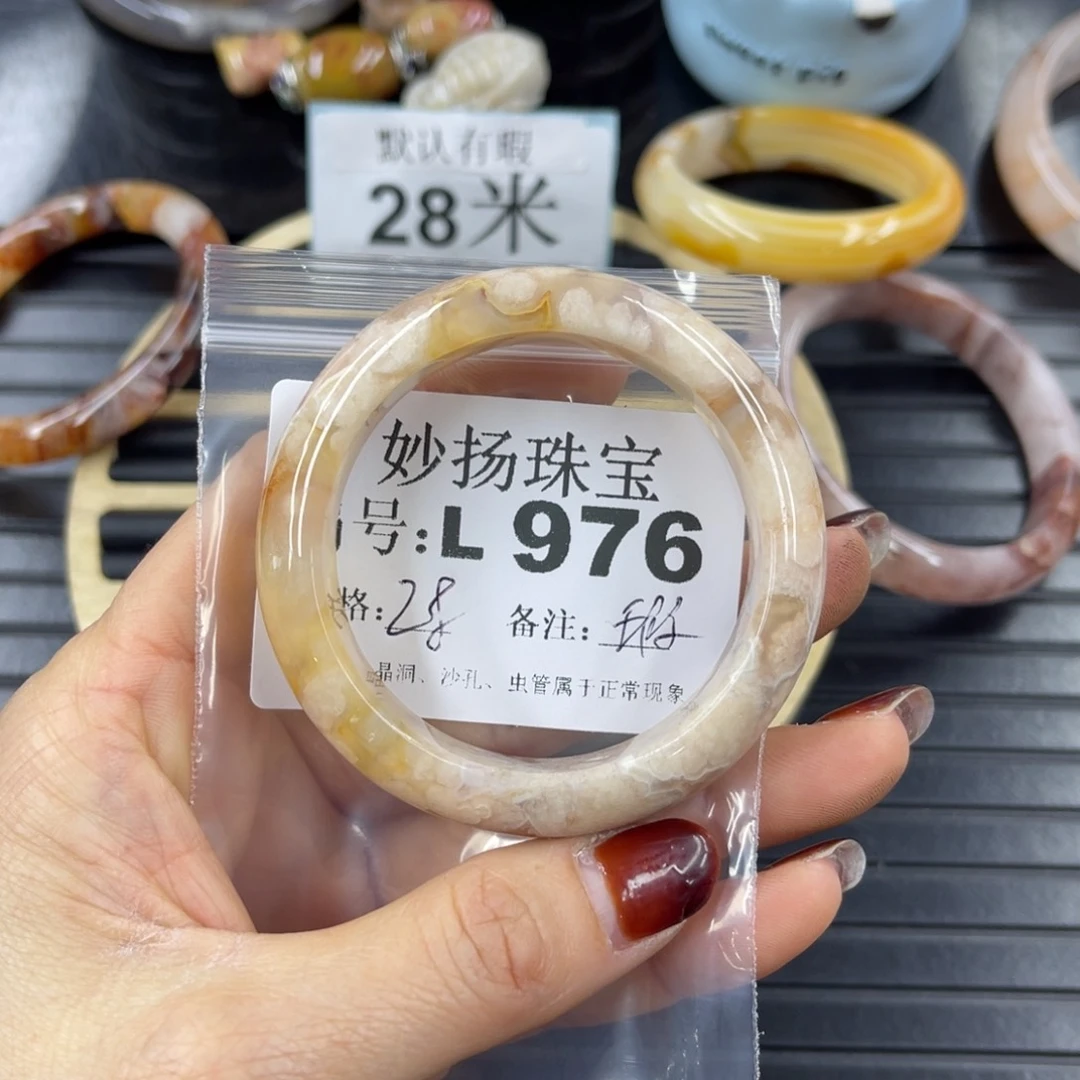 默认有暇
28米
妙扬珠宝
号:L 976
格:28 备注:
晶洞、沙孔、虫管属于正常现象